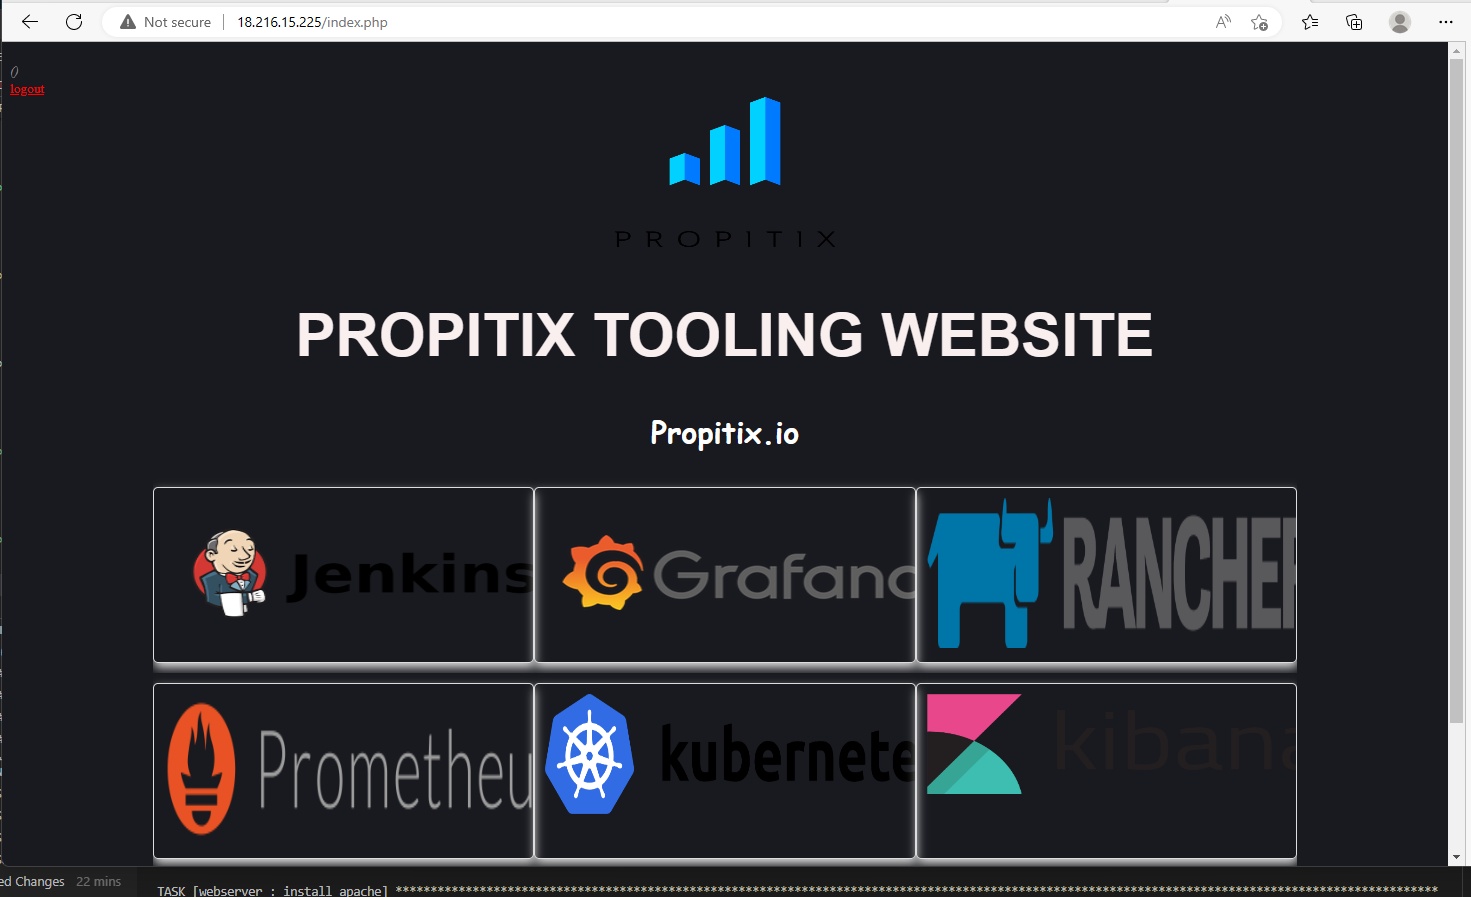 Not secure 18.216.15.225/index.php
()
logout
PROPITIX
PROPITIX TOOLING WEBSITE
Propitix.io
Jenkins
Grafana
RANCHER
Prometheu
kubernete
kibana
ed Changes 22 mins
TASK [webserver : install apache] ******************************************************************************************************************************************************